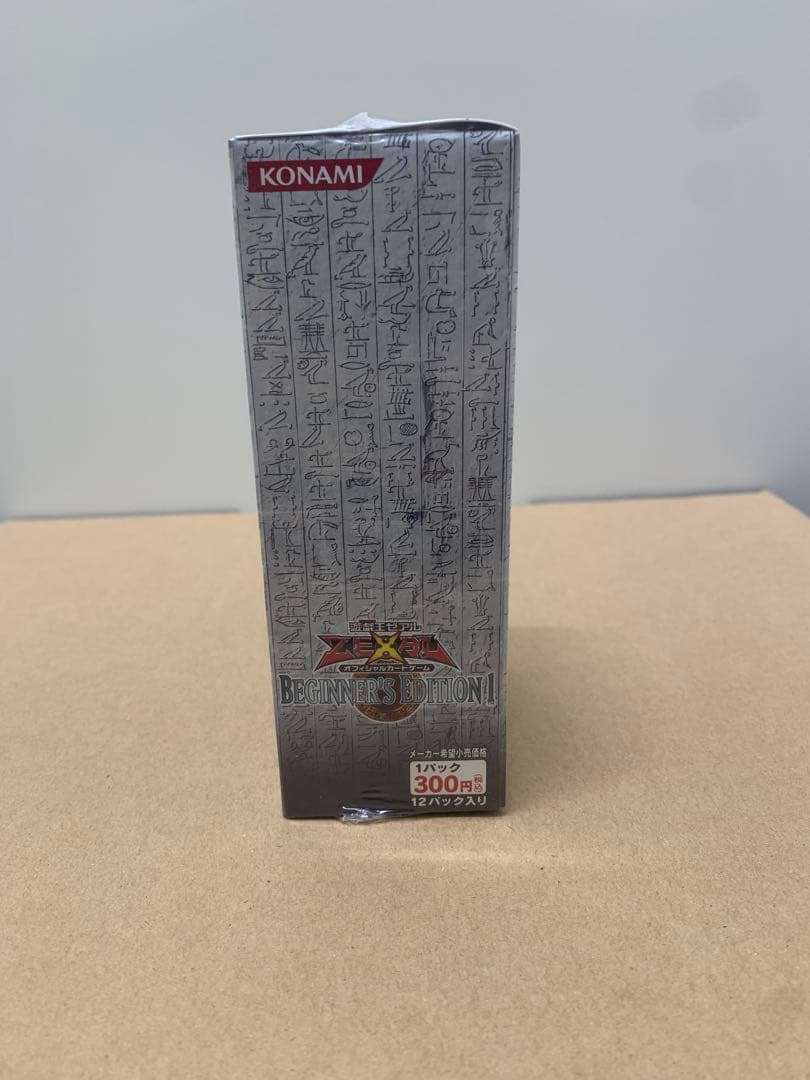 KONAMI
遊戯王ゼアル
ZEXAL
オフィシャルカードゲーム
BEGINNER'S EDITION 1
メーカー希望小売価格
1パック
300円(税込)
12パック入り